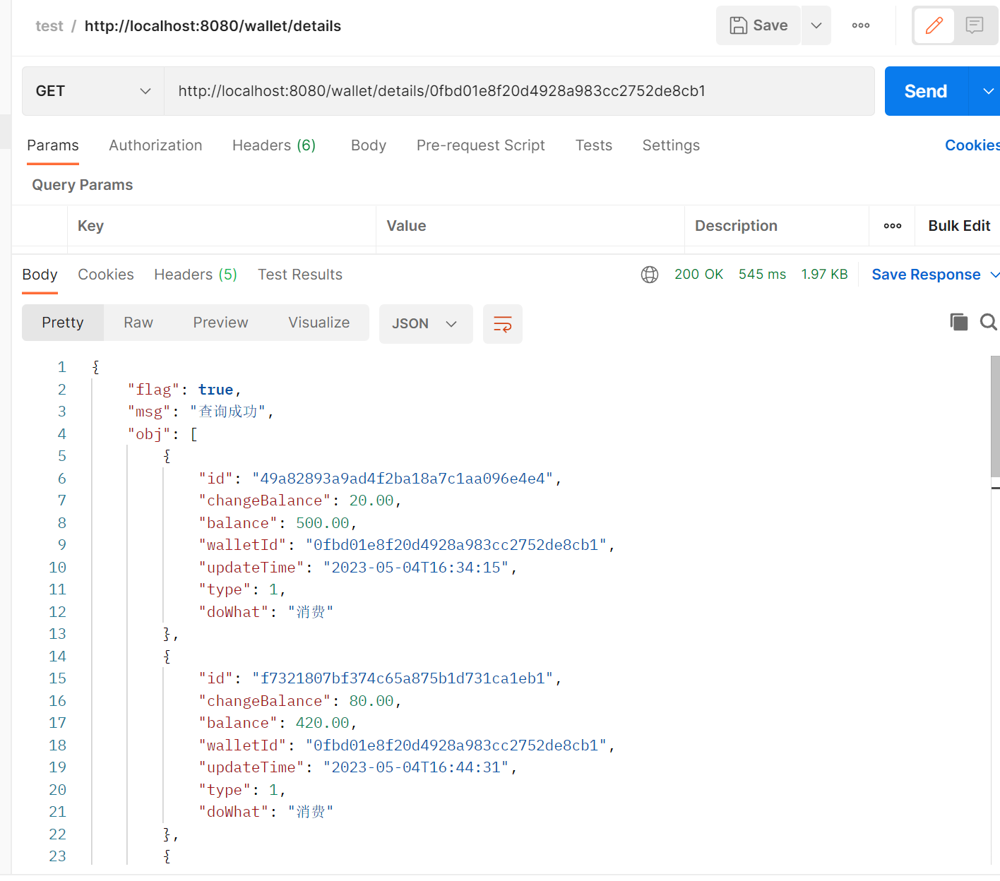 test / http://localhost:8080/wallet/details Save
GET http://localhost:8080/wallet/details/0fbd01e8f20d4928a983cc2752de8cb1 Send
Params Authorization Headers (6) Body Pre-request Script Tests Settings Cookies
Query Params
Key Value Description Bulk Edit
Body Cookies Headers (5) Test Results 200 OK 545 ms 1.97 KB Save Response
Pretty Raw Preview Visualize JSON
1 {
2 "flag": true,
3 "msg": "查询成功",
4 "obj": [
5 {
6 "id": "49a82893a9ad4f2ba18a7c1aa096e4e4",
7 "changeBalance": 20.00,
8 "balance": 500.00,
9 "walletId": "0fbd01e8f20d4928a983cc2752de8cb1",
10 "updateTime": "2023-05-04T16:34:15",
11 "type": 1,
12 "doWhat": "消费"
13 },
14 {
15 "id": "f7321807bf374c65a875b1d731ca1eb1",
16 "changeBalance": 80.00,
17 "balance": 420.00,
18 "walletId": "0fbd01e8f20d4928a983cc2752de8cb1",
19 "updateTime": "2023-05-04T16:44:31",
20 "type": 1,
21 "doWhat": "消费"
22 },
23 {